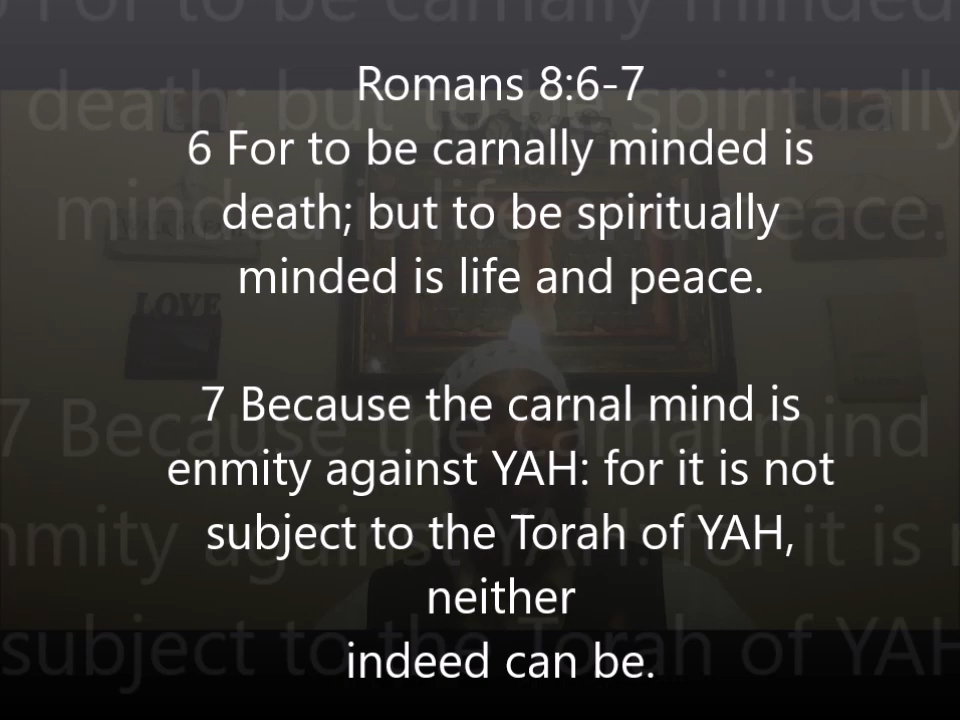 Romans 8:6-7
6 For to be carnally minded is
death; but to be spiritually
minded is life and peace.
7 Because the carnal mind is
enmity against YAH: for it is not
subject to the Torah of YAH,
neither
indeed can be.
LOVE